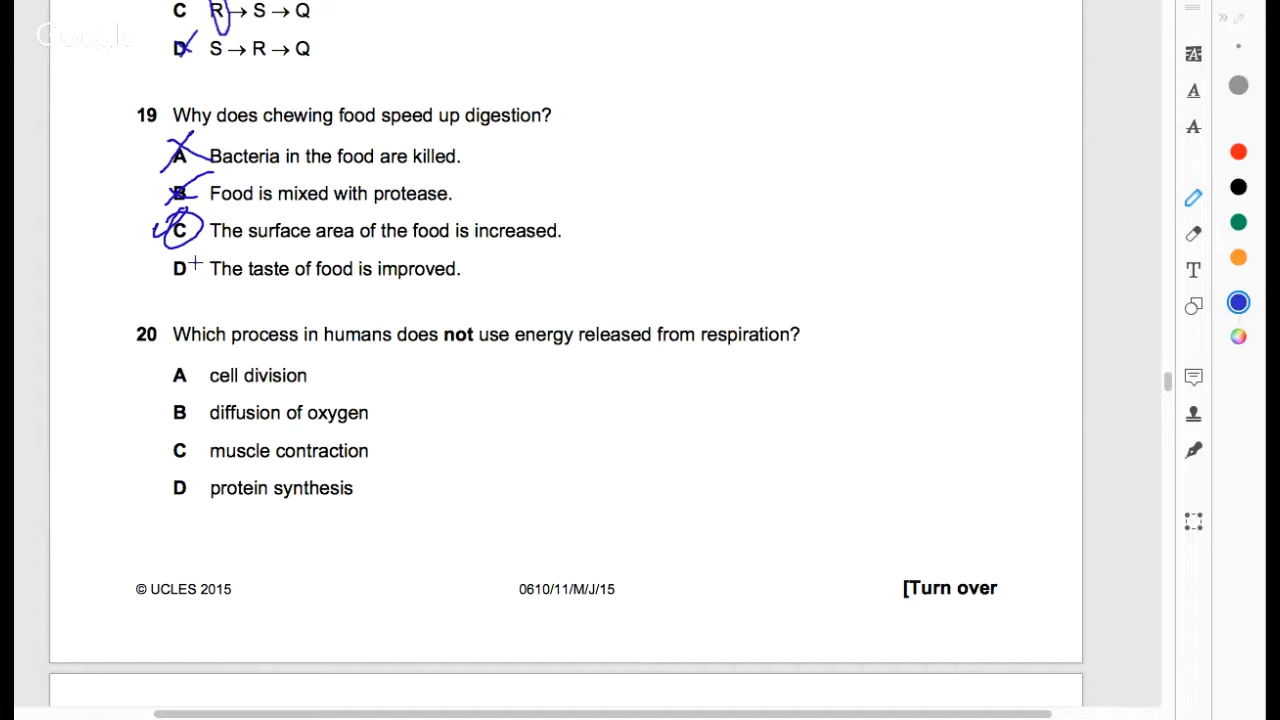 Google
C R → S → Q
D S → R → Q
19 Why does chewing food speed up digestion?
A Bacteria in the food are killed.
B Food is mixed with protease.
C The surface area of the food is increased.
D The taste of food is improved.
20 Which process in humans does not use energy released from respiration?
A cell division
B diffusion of oxygen
C muscle contraction
D protein synthesis
© UCLES 2015
0610/11/M/J/15
[Turn over